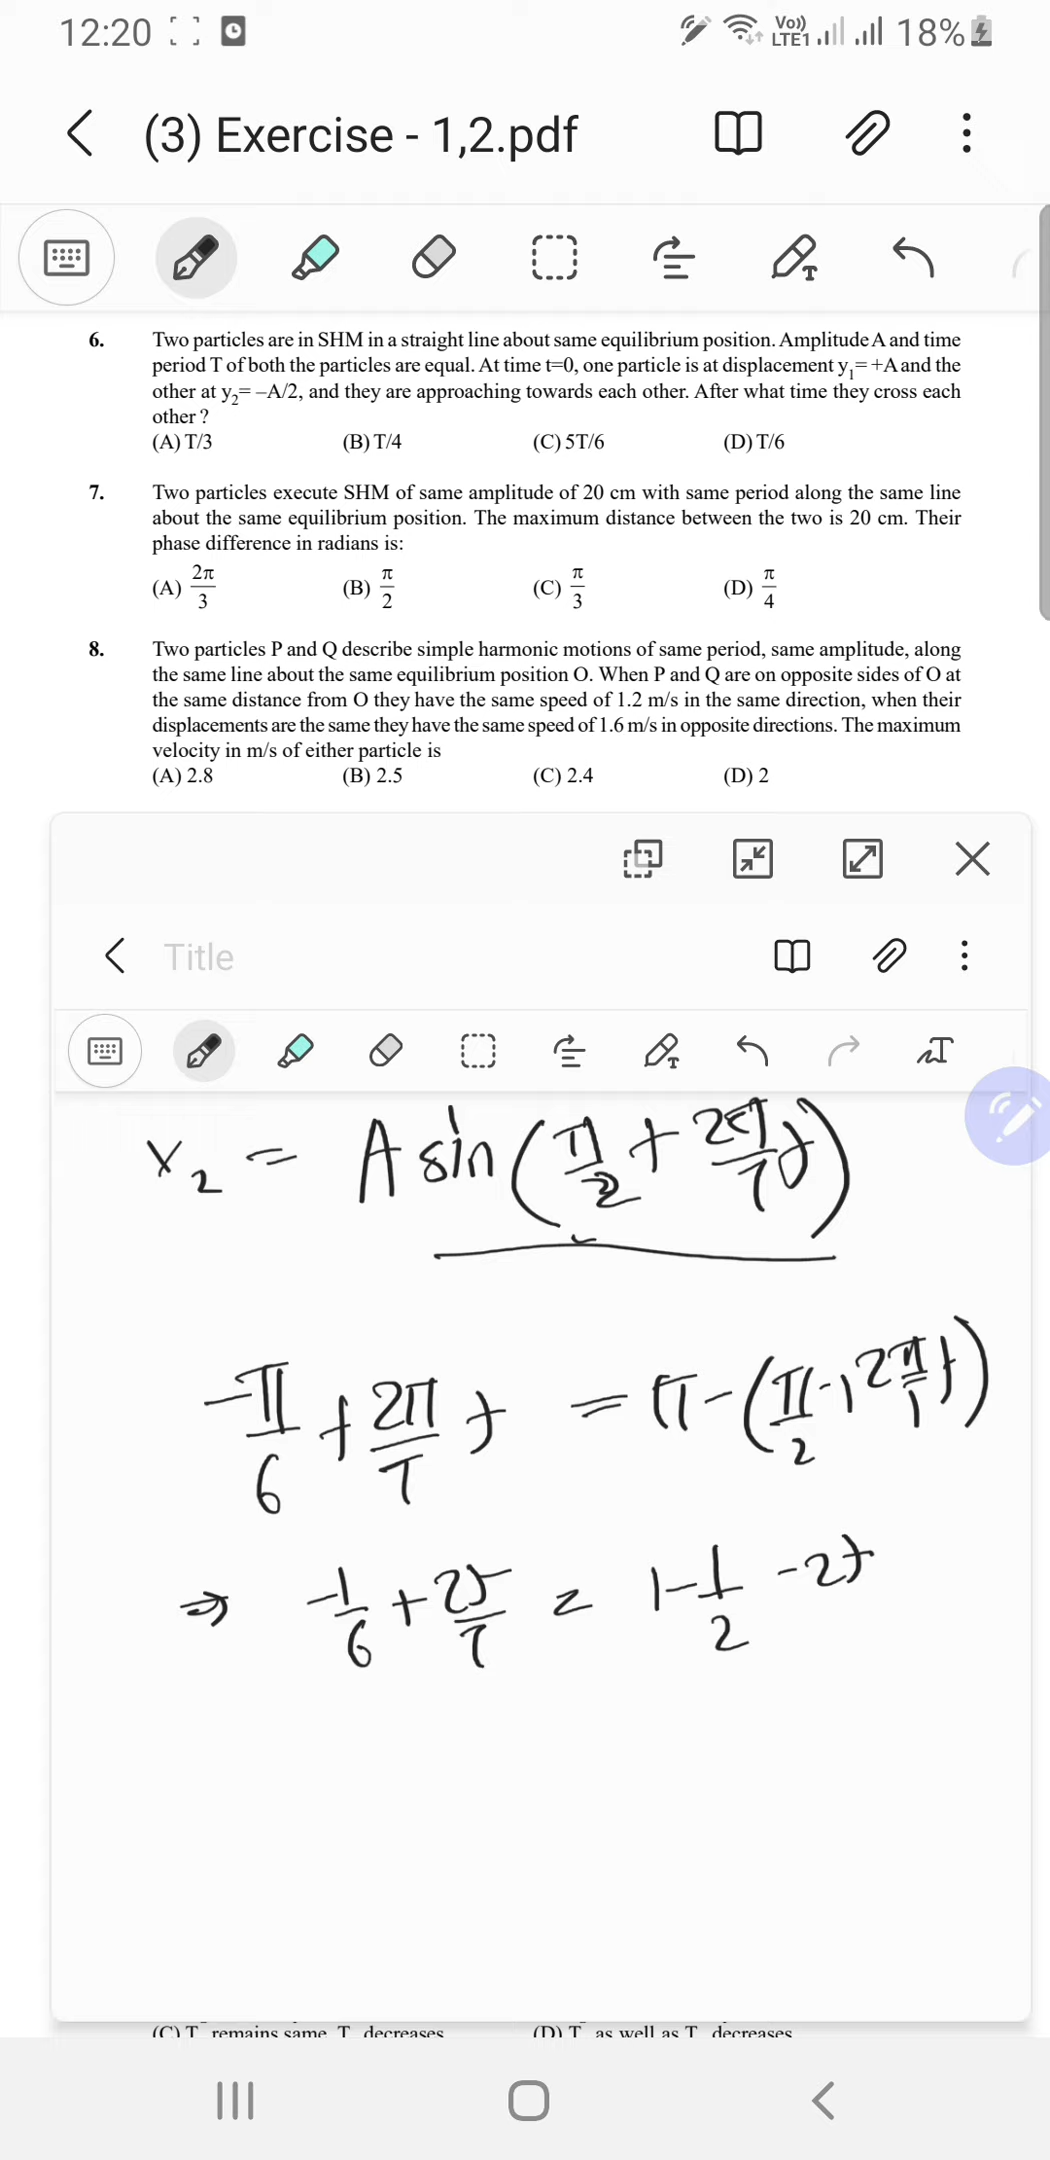 12:20 Vo)) LTE1 18%
(3) Exercise - 1,2.pdf
6. Two particles are in SHM in a straight line about same equilibrium position. Amplitude A and time
period T of both the particles are equal. At time t=0, one particle is at displacement y₁= +A and the
other at y₂= –A/2, and they are approaching towards each other. After what time they cross each
other ?
(A) T/3 (B) T/4 (C) 5T/6 (D) T/6
7. Two particles execute SHM of same amplitude of 20 cm with same period along the same line
about the same equilibrium position. The maximum distance between the two is 20 cm. Their
phase difference in radians is:
(A) 2π/3 (B) π/2 (C) π/3 (D) π/4
8. Two particles P and Q describe simple harmonic motions of same period, same amplitude, along
the same line about the same equilibrium position O. When P and Q are on opposite sides of O at
the same distance from O they have the same speed of 1.2 m/s in the same direction, when their
displacements are the same they have the same speed of 1.6 m/s in opposite directions. The maximum
velocity in m/s of either particle is
(A) 2.8 (B) 2.5 (C) 2.4 (D) 2
Title
x₂ = A sin(π/2 + 2π/T t)
-π/6 + 2π/T t = π-(π/2 + 2π/T t)
⇒ -1/6 + 2t/T = 1-1/2 -2t
(C) T remains same, T decreases (D) T as well as T decreases